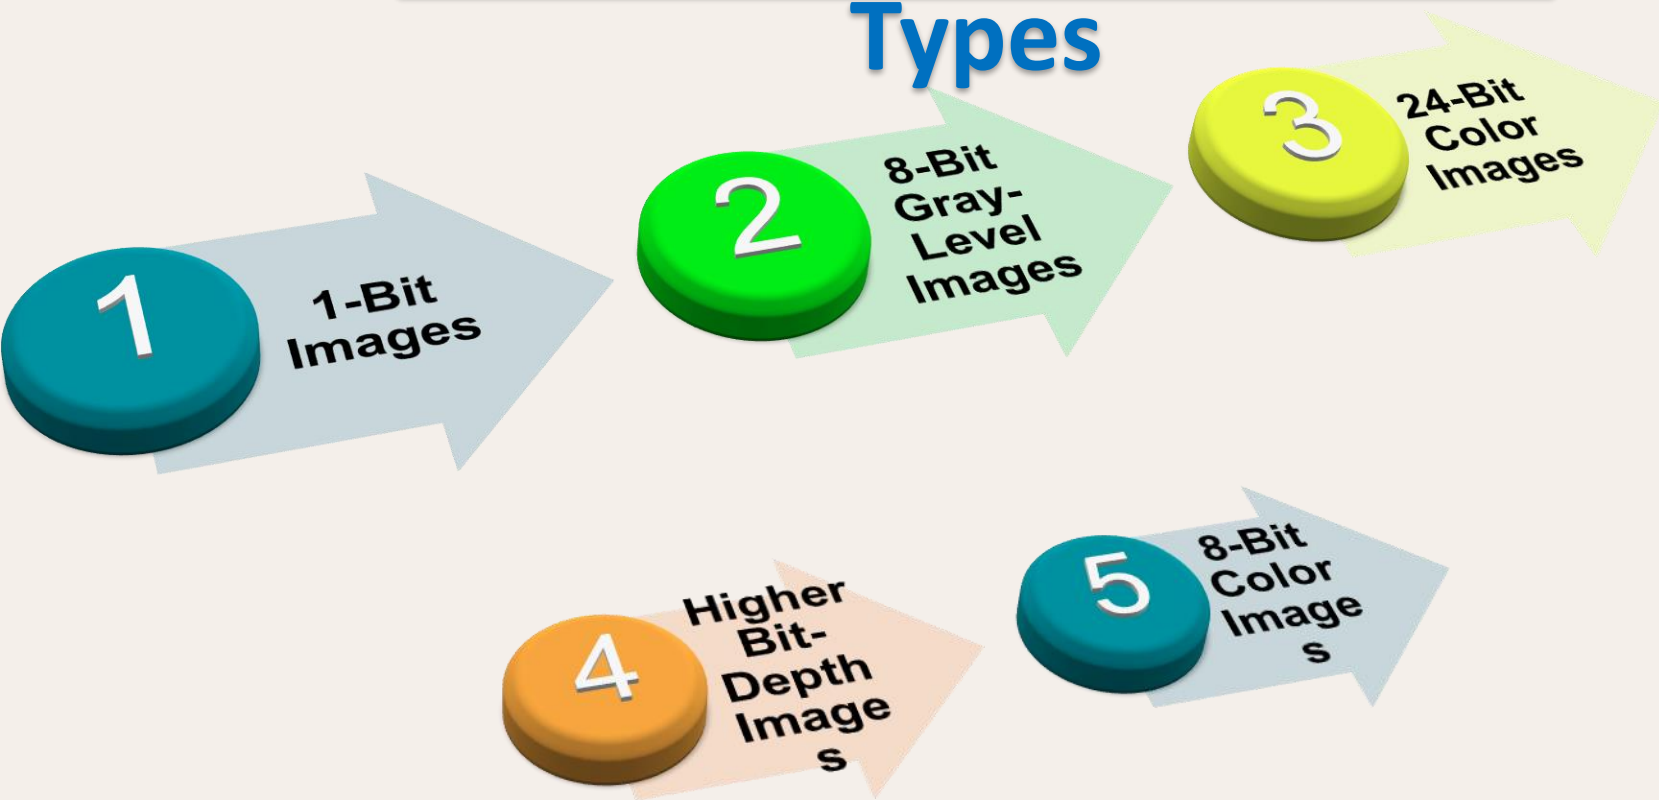 Types
1
1-Bit
Images
2
8-Bit
Gray-
Level
Images
3
24-Bit
Color
Images
4
Higher
Bit-
Depth
Image
s
5
8-Bit
Color
Image
s